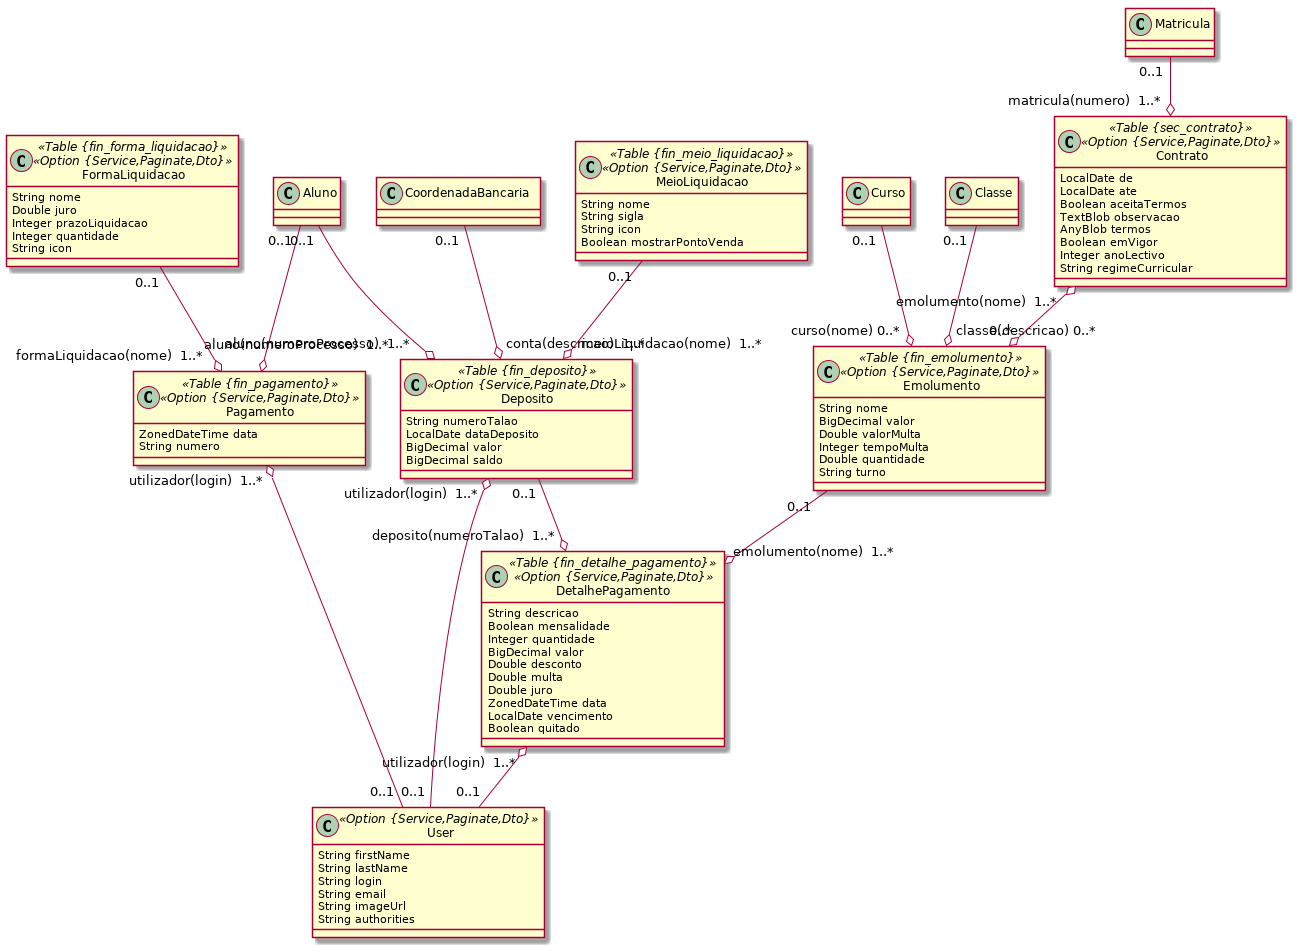 C Matricula
0..1
matricula(numero) 1..*
«Table {fin_forma_liquidacao}»
«Option {Service,Paginate,Dto}»
C FormaLiquidacao
String nome
Double juro
Integer prazoLiquidacao
Integer quantidade
String icon
C Aluno
C CoordenadaBancaria
«Table {fin_meio_liquidacao}»
«Option {Service,Paginate,Dto}»
C MeioLiquidacao
String nome
String sigla
String icon
Boolean mostrarPontoVenda
C Curso
C Classe
«Table {sec_contrato}»
«Option {Service,Paginate,Dto}»
C Contrato
LocalDate de
LocalDate ate
Boolean aceitaTermos
TextBlob observacao
AnyBlob termos
Boolean emVigor
Integer anoLectivo
String regimeCurricular
0..1
0..1
0..1
0..1
0..1
0..1
0..1
emolumento(nome) 1..*
formaLiquidacao(nome) 1..*
aluno(numeroProcesso) 1..*
aluno(numeroProcesso) 1..*
conta(descricao) 1..*
meioLiquidacao(nome) 1..*
curso(nome) 0..*
classe(descricao) 0..*
0..*
«Table {fin_pagamento}»
«Option {Service,Paginate,Dto}»
C Pagamento
ZonedDateTime data
String numero
«Table {fin_deposito}»
«Option {Service,Paginate,Dto}»
C Deposito
String numeroTalao
LocalDate dataDeposito
BigDecimal valor
BigDecimal saldo
«Table {fin_emolumento}»
«Option {Service,Paginate,Dto}»
C Emolumento
String nome
BigDecimal valor
Double valorMulta
Integer tempoMulta
Double quantidade
String turno
utilizador(login) 1..*
utilizador(login) 1..*
0..1
0..1
deposito(numeroTalao) 1..*
emolumento(nome) 1..*
«Table {fin_detalhe_pagamento}»
«Option {Service,Paginate,Dto}»
C DetalhePagamento
String descricao
Boolean mensalidade
Integer quantidade
BigDecimal valor
Double desconto
Double multa
Double juro
ZonedDateTime data
LocalDate vencimento
Boolean quitado
utilizador(login) 1..*
0..1
0..1
0..1
«Option {Service,Paginate,Dto}»
C User
String firstName
String lastName
String login
String email
String imageUrl
String authorities